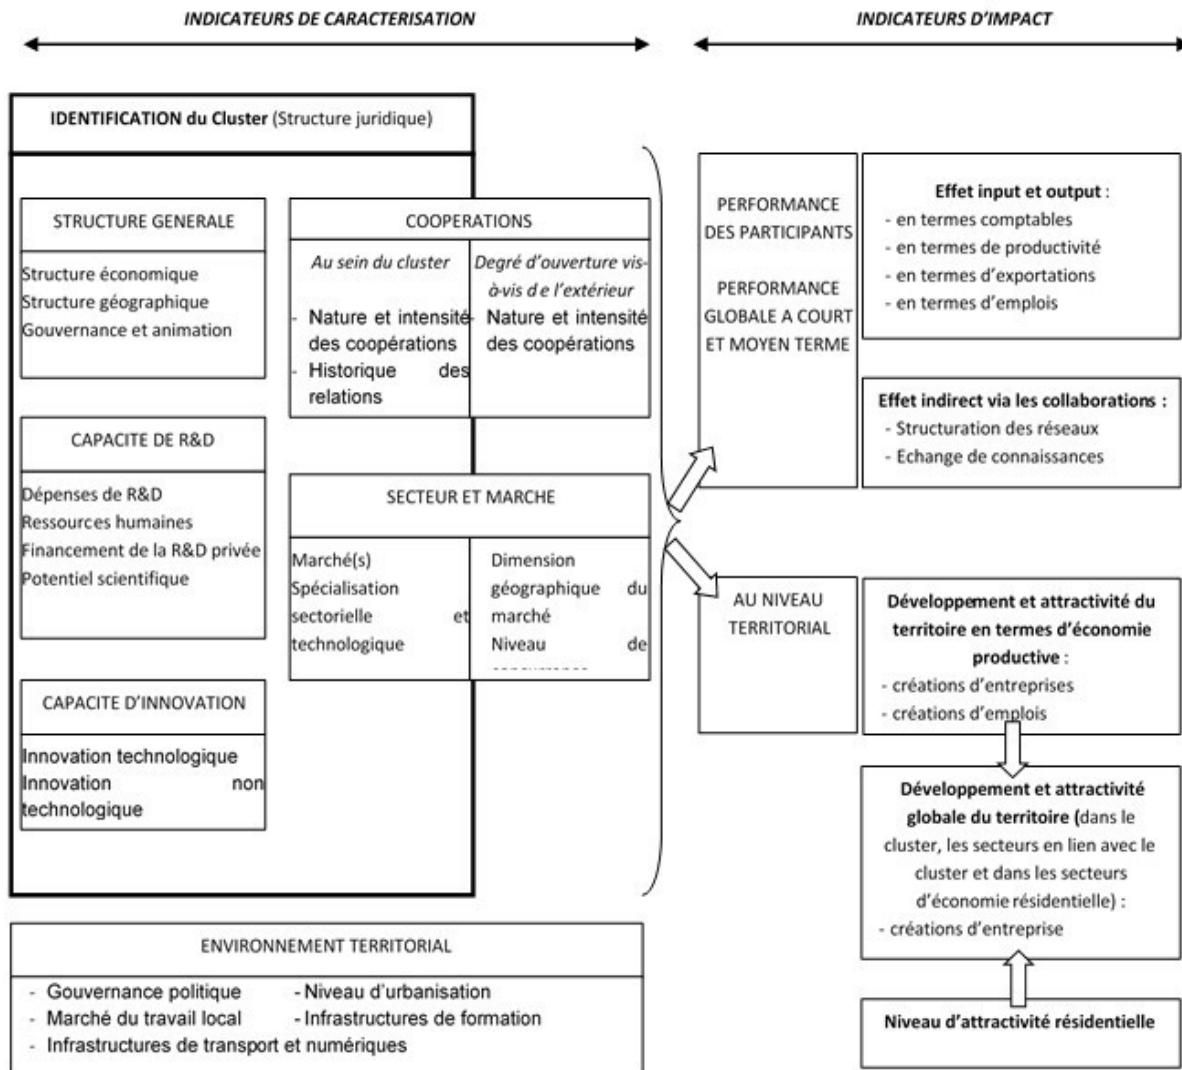 INDICATEURS DE CARACTERISATION
INDICATEURS D'IMPACT
IDENTIFICATION du Cluster (Structure juridique)
STRUCTURE GENERALE
Structure économique
Structure géographique
Gouvernance et animation
COOPERATIONS
Au sein du cluster
- Nature et intensité
des coopérations
- Historique des
relations
Degré d'ouverture vis-
à-vis de l'extérieur
- Nature et intensité
des coopérations
CAPACITE DE R&D
Dépenses de R&D
Ressources humaines
Financement de la R&D privée
Potentiel scientifique
SECTEUR ET MARCHE
Marché(s)
Spécialisation
sectorielle et
technologique
Dimension
géographique du
marché
Niveau de
CAPACITE D'INNOVATION
Innovation technologique
Innovation non
technologique
ENVIRONNEMENT TERRITORIAL
- Gouvernance politique - Niveau d'urbanisation
- Marché du travail local - Infrastructures de formation
- Infrastructures de transport et numériques
PERFORMANCE
DES PARTICIPANTS
PERFORMANCE
GLOBALE A COURT
ET MOYEN TERME
Effet input et output :
- en termes comptables
- en termes de productivité
- en termes d'exportations
- en termes d'emplois
Effet indirect via les collaborations :
- Structuration des réseaux
- Echange de connaissances
AU NIVEAU
TERRITORIAL
Développement et attractivité du
territoire en termes d'économie
productive :
- créations d'entreprises
- créations d'emplois
Développement et attractivité
globale du territoire (dans le
cluster, les secteurs en lien avec le
cluster et dans les secteurs
d'économie résidentielle) :
- créations d'entreprise
Niveau d'attractivité résidentielle